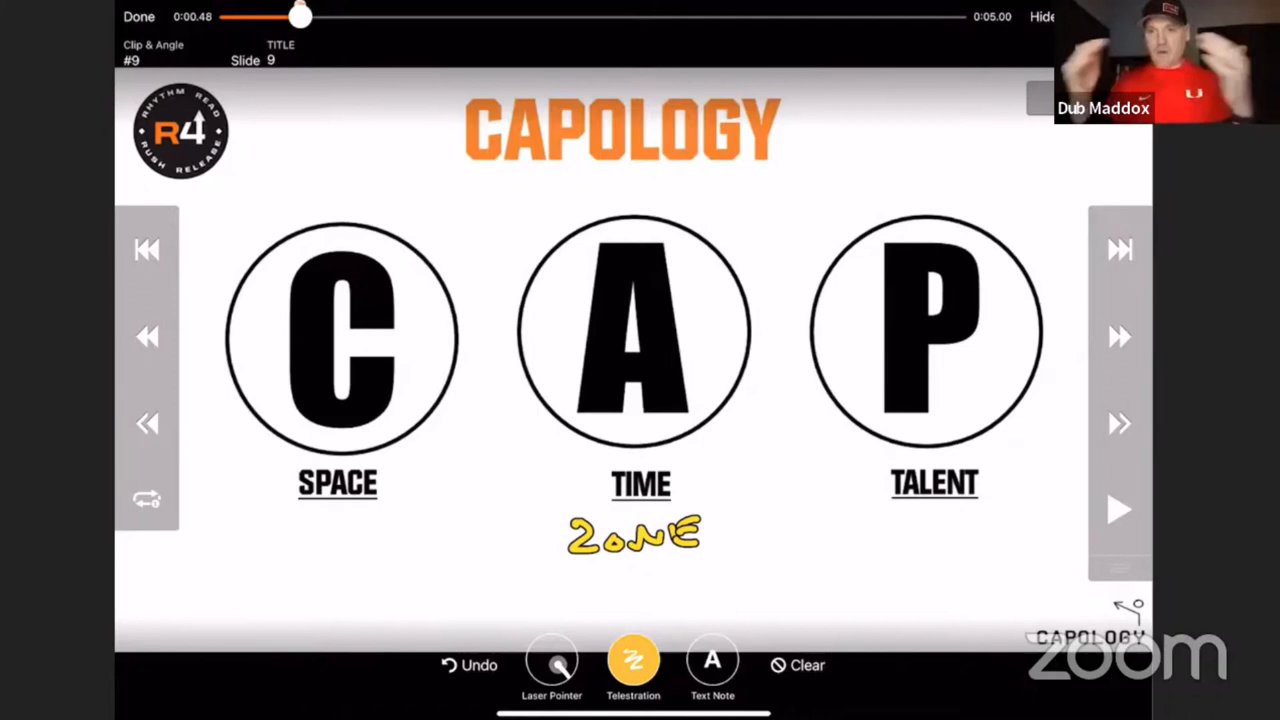 Done 0:00.48 0:05.00 Hide
Clip & Angle TITLE
#9 Slide 9
Dub Maddox
RHYTHM READ
R4
RUSH RELEASE
CAPOLOGY
C A P
SPACE TIME TALENT
ZONE
CAPOLOGY
zoom
Undo Clear
A
Laser Pointer Telestration Text Note
U